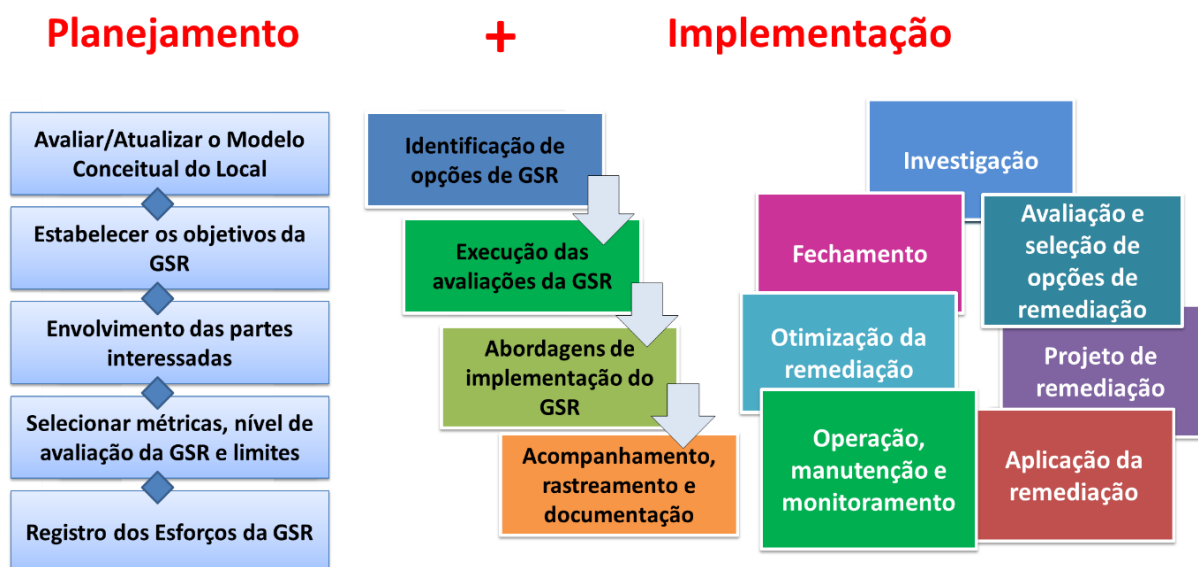 Planejamento + Implementação
Avaliar/Atualizar o Modelo
Conceitual do Local
Estabelecer os objetivos da
GSR
Envolvimento das partes
interessadas
Selecionar métricas, nível de
avaliação da GSR e limites
Registro dos Esforços da GSR
Identificação de
opções de GSR
Execução das
avaliações da GSR
Abordagens de
implementação do
GSR
Acompanhamento,
rastreamento e
documentação
Investigação
Avaliação e
seleção de
opções de
remediação
Projeto de
remediação
Aplicação da
remediação
Operação,
manutenção e
monitoramento
Otimização da
remediação
Fechamento